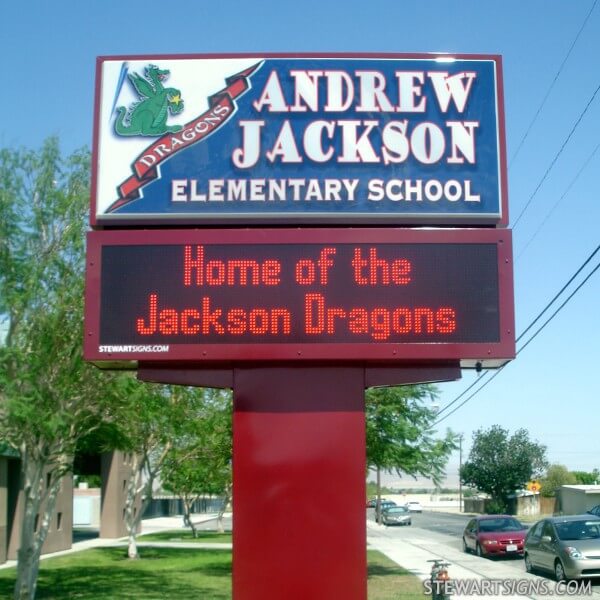 ANDREW
JACKSON
ELEMENTARY SCHOOL
DRAGONS
Home of the
Jackson Dragons
STEWARTSIGNS.COM
STEWARTSIGNS.COM